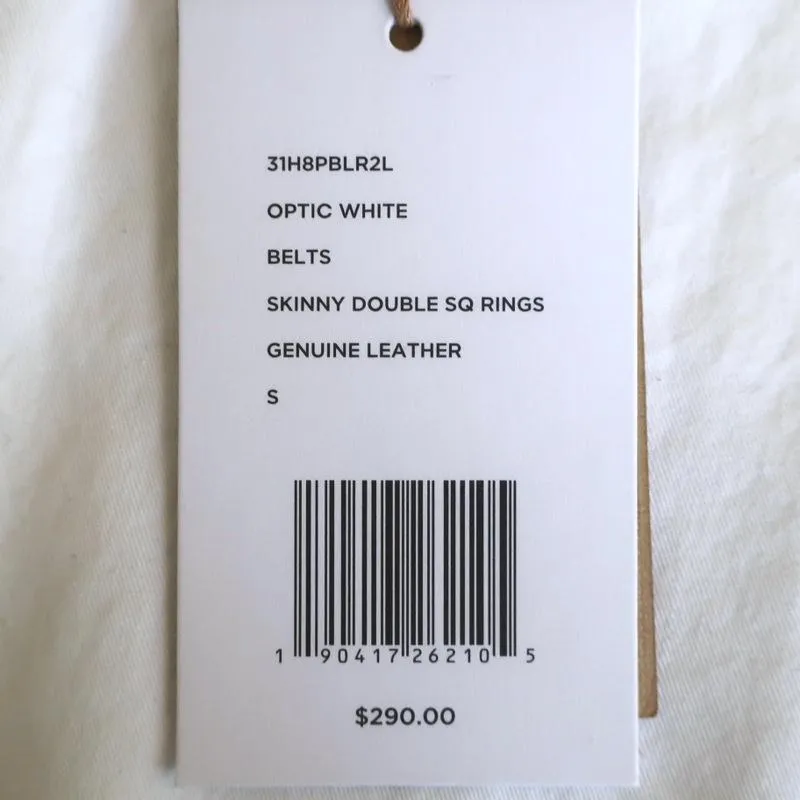 31H8PBLR2L
OPTIC WHITE
BELTS
SKINNY DOUBLE SQ RINGS
GENUINE LEATHER
S
1 90417 26210 5
$290.00